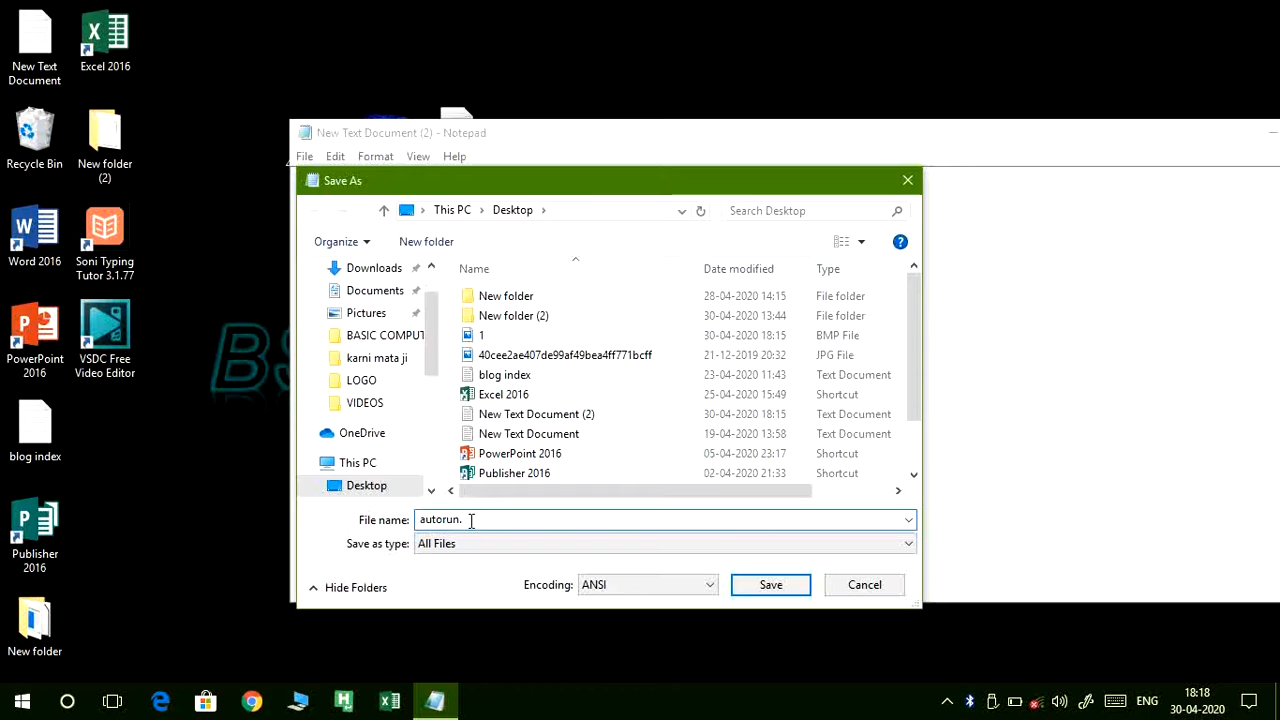 New Text Document
Excel 2016
Recycle Bin
New folder (2)
Word 2016
Soni Typing Tutor 3.1.77
PowerPoint 2016
VSDC Free Video Editor
blog index
Publisher 2016
New folder
New Text Document (2) - Notepad
File Edit Format View Help
Save As
This PC Desktop
Search Desktop
Organize New folder
Downloads
Documents
Pictures
BASIC COMPUT
karni mata ji
LOGO
VIDEOS
OneDrive
This PC
Desktop
Name Date modified Type
New folder 28-04-2020 14:15 File folder
New folder (2) 30-04-2020 13:44 File folder
1 30-04-2020 18:15 BMP File
40cee2ae407de99af49bea4ff771bcff 21-12-2019 20:32 JPG File
blog index 23-04-2020 11:43 Text Document
Excel 2016 25-04-2020 15:49 Shortcut
New Text Document (2) 30-04-2020 18:15 Text Document
New Text Document 19-04-2020 13:58 Text Document
PowerPoint 2016 05-04-2020 23:17 Shortcut
Publisher 2016 02-04-2020 21:33 Shortcut
File name: autorun.
Save as type: All Files
Hide Folders
Encoding: ANSI
Save
Cancel
ENG
18:18
30-04-2020